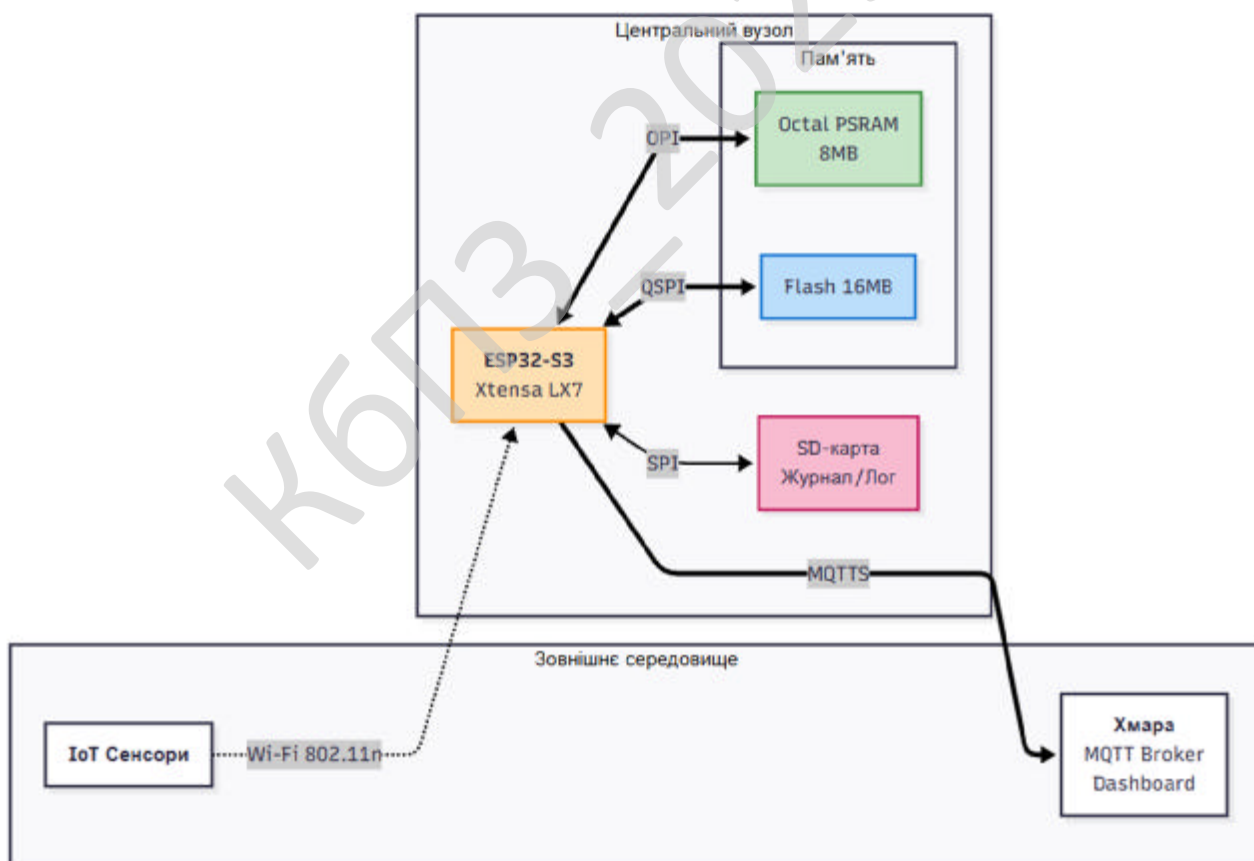 Центральний вузол
Пам'ять
Octal PSRAM
8MB
OPI
QSPI
Flash 16MB
ESP32-S3
Xtensa LX7
SPI
SD-карта
Журнал/Лог
MQTTS
Зовнішнє середовище
IoT Сенсори
Wi-Fi 802.11n
Хмара
MQTT Broker
Dashboard